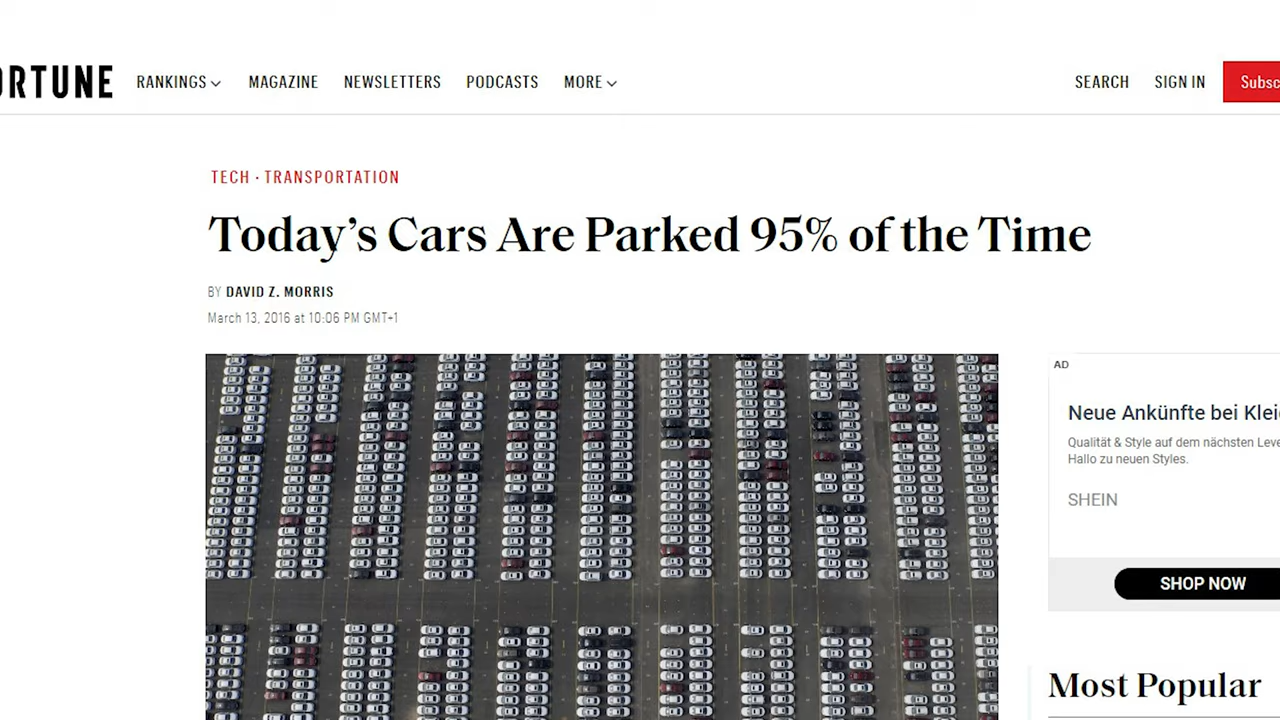 ORTUNE RANKINGS MAGAZINE NEWSLETTERS PODCASTS MORE SEARCH SIGN IN Subsc
TECH · TRANSPORTATION
Today’s Cars Are Parked 95% of the Time
BY DAVID Z. MORRIS
March 13, 2016 at 10:06 PM GMT+1
AD
Neue Ankünfte bei Klei
Qualität & Style auf dem nächsten Leve
Hallo zu neuen Styles.
SHEIN
SHOP NOW
Most Popular